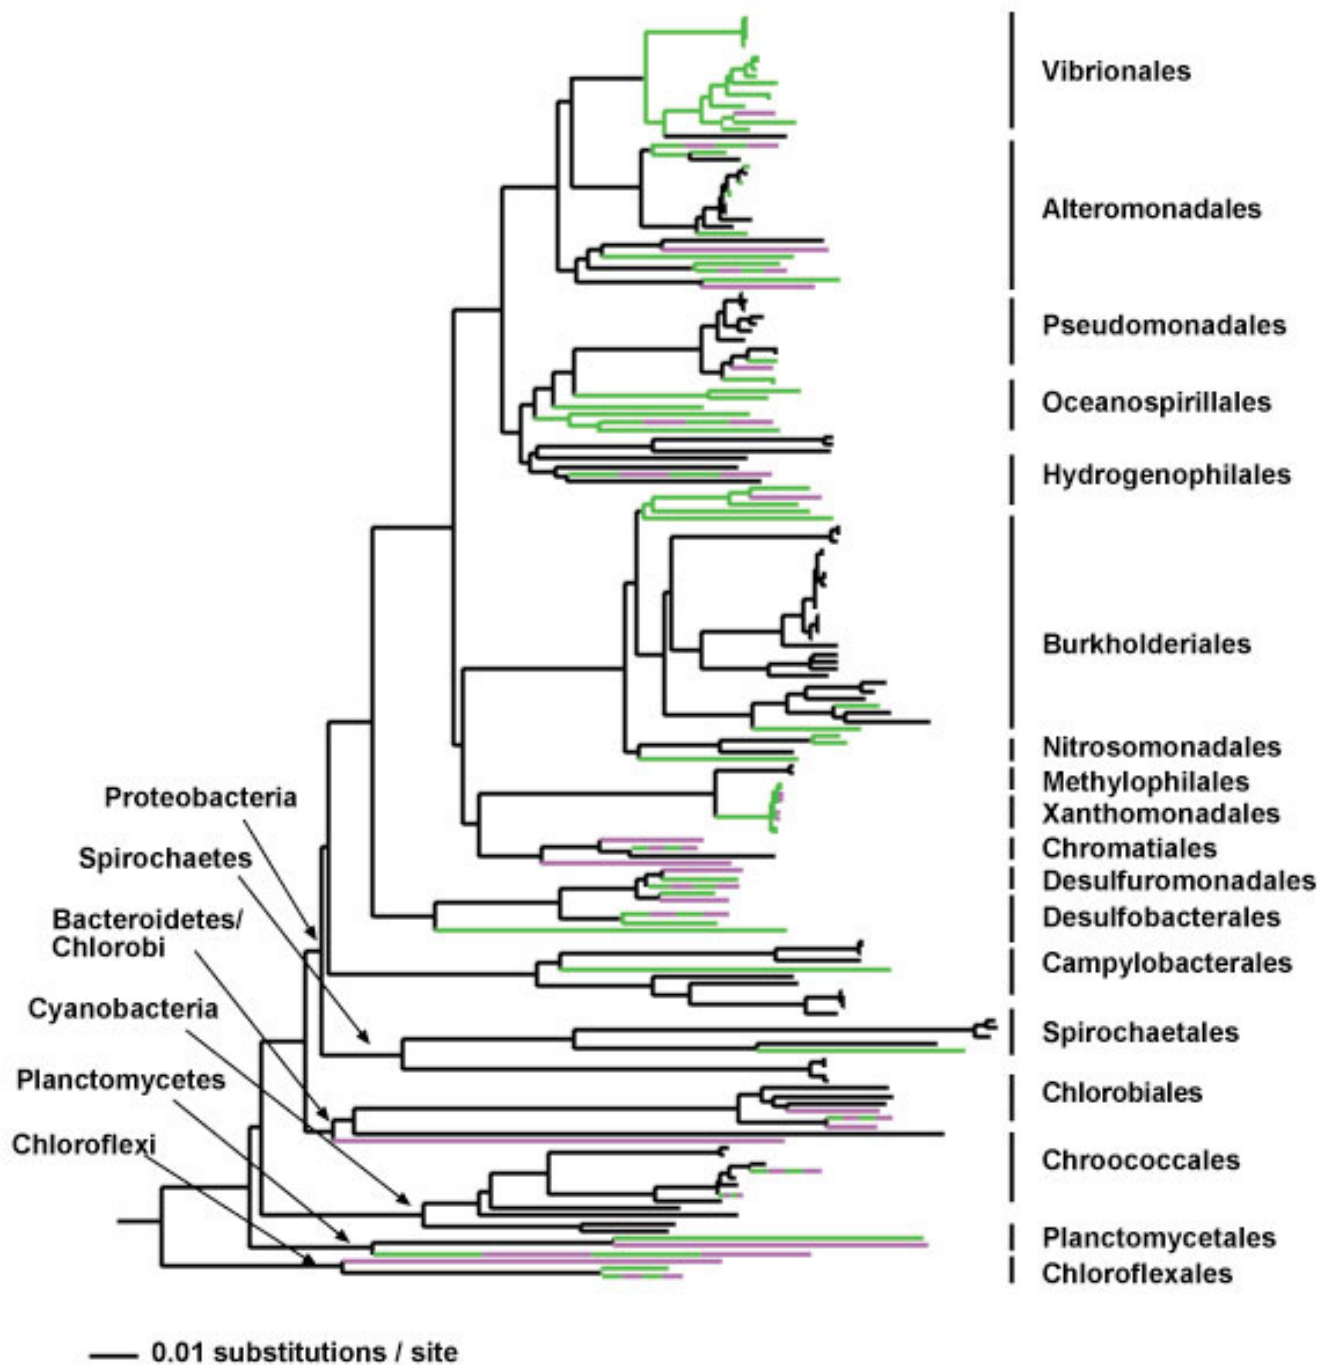 Vibrionales
Alteromonadales
Pseudomonadales
Oceanospirillales
Hydrogenophilales
Burkholderiales
Nitrosomonadales
Methylophilales
Xanthomonadales
Chromatiales
Desulfuromonadales
Desulfobacterales
Campylobacterales
Spirochaetales
Chlorobiales
Chroococcales
Planctomycetales
Chloroflexales
Proteobacteria
Spirochaetes
Bacteroidetes/
Chlorobi
Cyanobacteria
Planctomycetes
Chloroflexi
0.01 substitutions / site